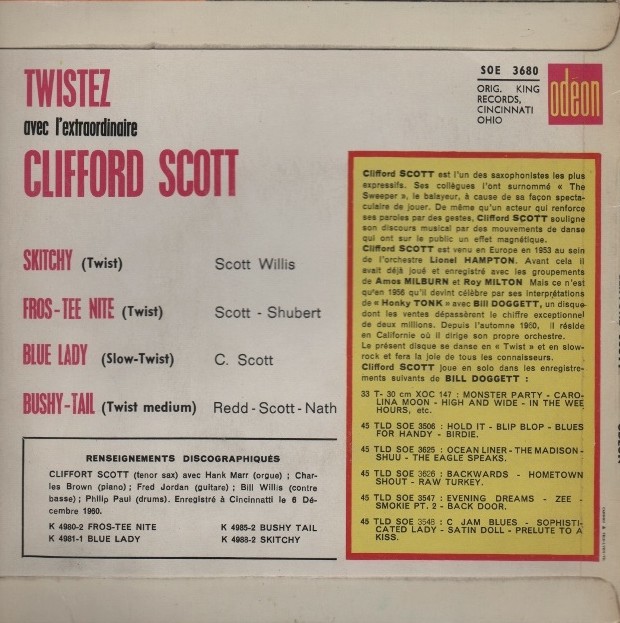 TWISTEZ
avec l'extraordinaire
CLIFFORD SCOTT
SOE 3680
ORIG. KING
RECORDS,
CINCINNATI
OHIO
odéon
SKITCHY (Twist) Scott Willis
FROS-TEE NITE (Twist) Scott - Shubert
BLUE LADY (Slow-Twist) C. Scott
BUSHY-TAIL (Twist medium) Redd - Scott - Nath
RENSEIGNEMENTS DISCOGRAPHIQUES
CLIFFORT SCOTT (tenor sax) avec Hank Marr (orgue) ; Char-
les Brown (piano) ; Fred Jordan (guitare) ; Bill Willis (contre
basse) ; Philip Paul (drums). Enregistré à Cincinnatti le 6 Dé-
cembre 1960.
K 4980-2 FROS-TEE NITE K 4985-2 BUSHY TAIL
K 4981-1 BLUE LADY K 4988-2 SKITCHY
Clifford SCOTT est l'un des saxophonistes les plus
expressifs. Ses collègues l'ont surnommé « The
Sweeper », le balayeur, à cause de sa façon specta-
culaire de jouer. De même qu'un acteur qui renforce
ses paroles par des gestes, Clifford SCOTT souligne
son discours musical par des mouvements de danse
qui ont sur le public un effet magnétique.
Clifford SCOTT est venu en Europe en 1953 au sein
de l'orchestre Lionel HAMPTON. Avant cela il
avait déjà joué et enregistré avec les groupements
de Amos MILBURN et Roy MILTON Mais ce n'est
qu'en 1956 qu'il devint célèbre par ses interprétations
de « Honky TONK » avec Bill DOGGETT, un disque
dont les ventes dépassèrent le chiffre exceptionnel
de deux millions. Depuis l'automne 1960, il réside
en Californie où il dirige son propre orchestre.
Le présent disque se danse en « Twist » et en slow-
rock et fera la joie de tous les connaisseurs.
Clifford SCOTT joue en solo dans les enregistre-
ments suivants de BILL DOGGETT :
33 T- 30 cm XOC 147 : MONSTER PARTY - CARO-
LINA MOON - HIGH AND WIDE - IN THE WEE
HOURS, etc.
45 TLD SOE 3506 : HOLD IT - BLIP BLOP - BLUES
FOR HANDY - BIRDIE.
45 TLD SOE 3625 : OCEAN LINER - THE MADISON -
SHUU - THE EAGLE SPEAKS.
45 TLD SOE 3626 : BACKWARDS - HOMETOWN
SHOUT - RAW TURKEY.
45 TLD SOE 3547 : EVENING DREAMS - ZEE -
SMOKIE PT. 2 - BACK DOOR.
45 TLD SOE 3548 : C JAM BLUES - SOPHISTI-
CATED LADY - SATIN DOLL - PRELUDE TO A
KISS.